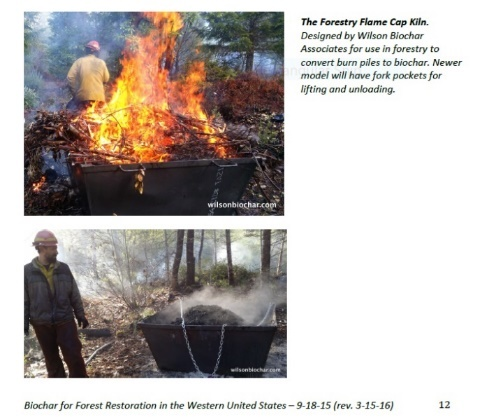 The Forestry Flame Cap Kiln.
Designed by Wilson Biochar
Associates for use in forestry to
convert burn piles to biochar. Newer
model will have fork pockets for
lifting and unloading.
wilsonbiochar.com
wilsonbiochar.com
Biochar for Forest Restoration in the Western United States – 9-18-15 (rev. 3-15-16) 12